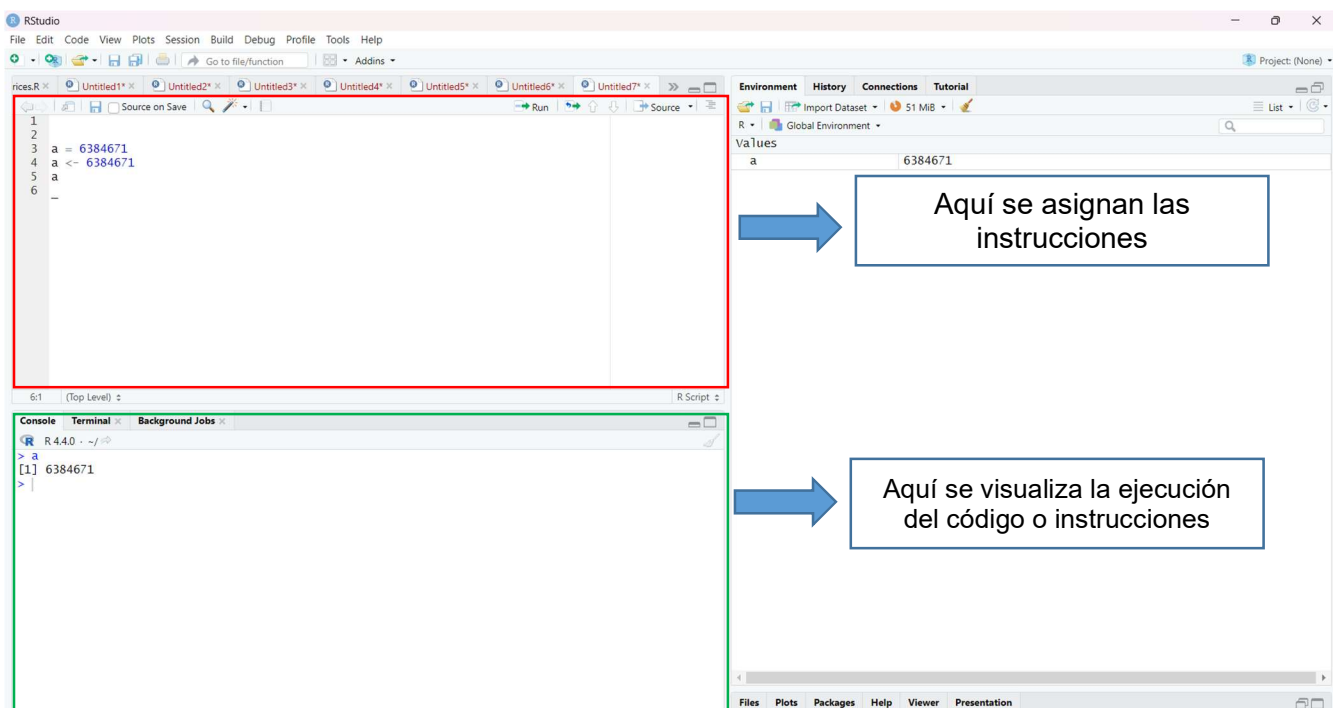 RStudio
File Edit Code View Plots Session Build Debug Profile Tools Help
Go to file/function Addins Project: (None)
rices.R Untitled1* Untitled2* Untitled3* Untitled4* Untitled5* Untitled6* Untitled7*
Source on Save Run Source
1
2
3 a = 6384671
4 a <- 6384671
5 a
6 _
6:1 (Top Level) R Script
Console Terminal Background Jobs
R 4.4.0 · ~/
> a
[1] 6384671
>
Environment History Connections Tutorial
Import Dataset 51 MiB List
R Global Environment
Values
a 6384671
Aquí se asignan las
instrucciones
Aquí se visualiza la ejecución
del código o instrucciones
Files Plots Packages Help Viewer Presentation